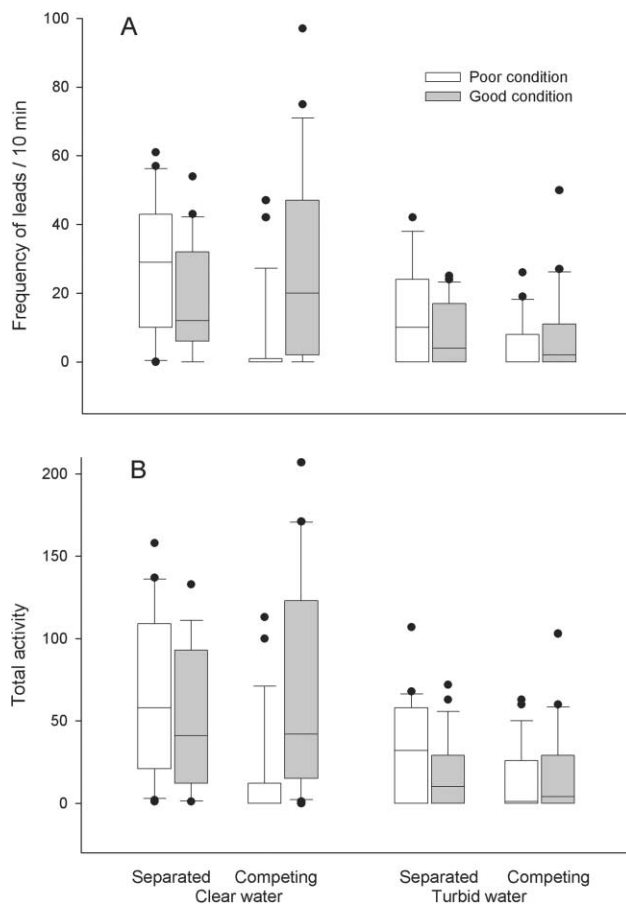 A
100
80
60
40
20
0
Frequency of leads / 10 min
Poor condition
Good condition
B
200
150
100
50
0
Total activity
Separated Competing Separated Competing
Clear water Turbid water